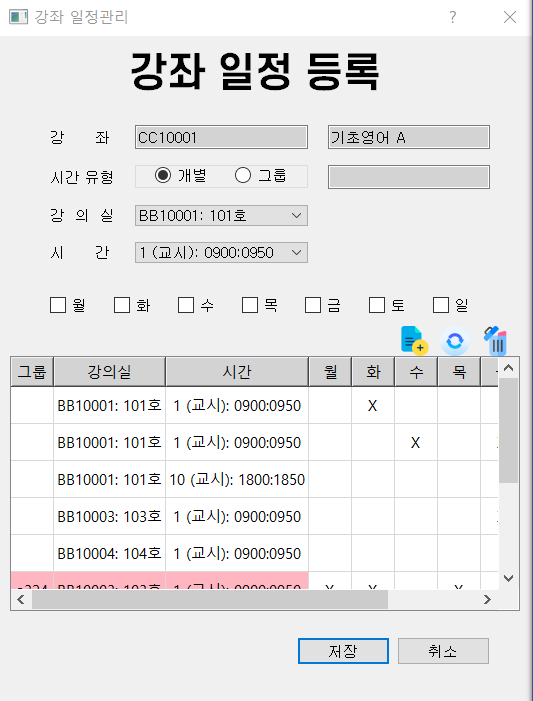 강좌 일정관리
강좌 일정 등록
강 좌 CC10001 기초영어 A
시간 유형 개별 그룹
강 의 실 BB10001: 101호
시 간 1 (교시): 0900:0950
월 화 수 목 금 토 일
그룹 강의실 시간 월 화 수 목
BB10001: 101호 1 (교시): 0900:0950 X
BB10001: 101호 1 (교시): 0900:0950 X
BB10001: 101호 10 (교시): 1800:1850
BB10003: 103호 1 (교시): 0900:0950
BB10004: 104호 1 (교시): 0900:0950
1 (교시): 0900:0950 X X X
저장 취소